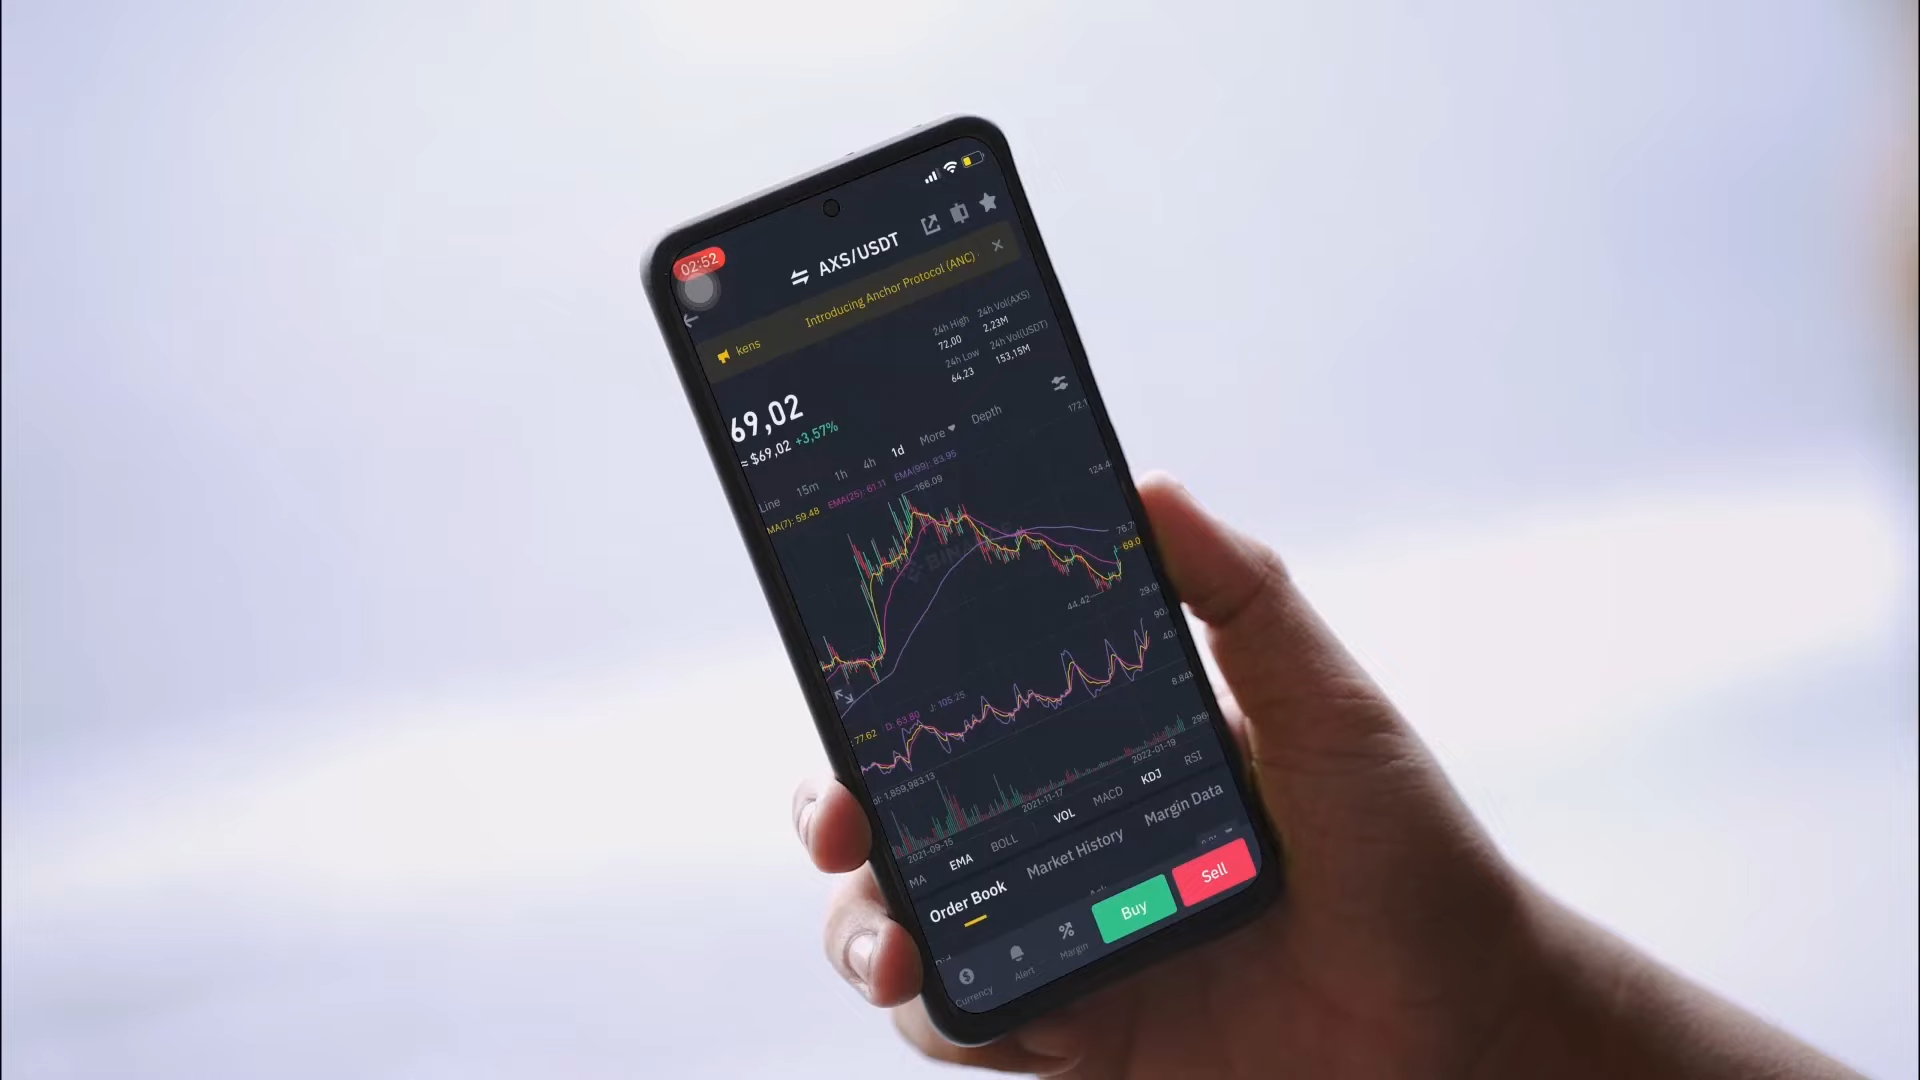 02:52
AXS/USDT
kens Introducing Anchor Protocol (ANC)
24h High 24h Vol(AXS)
72,00 2,23M
24h Low 24h Vol(USDT)
64,23 153,15M
69,02
≈ $69,02 +3,57%
Line 15m 1h 4h 1d More Depth
MA(7): 59.48 EMA(25): 61.11 EMA(99): 83.95
172.1
166.09
124.4
76.7
69.0
44.42
29.0
90.
40.
77.62 D: 63.80 J: 105.25
8.84
ol: 1,859,983.13
296
2021-09-15 2021-11-17 2022-01-19
MA EMA BOLL VOL MACD KDJ RSI
Order Book Market History Margin Data
Currency Alert Margin Buy Sell